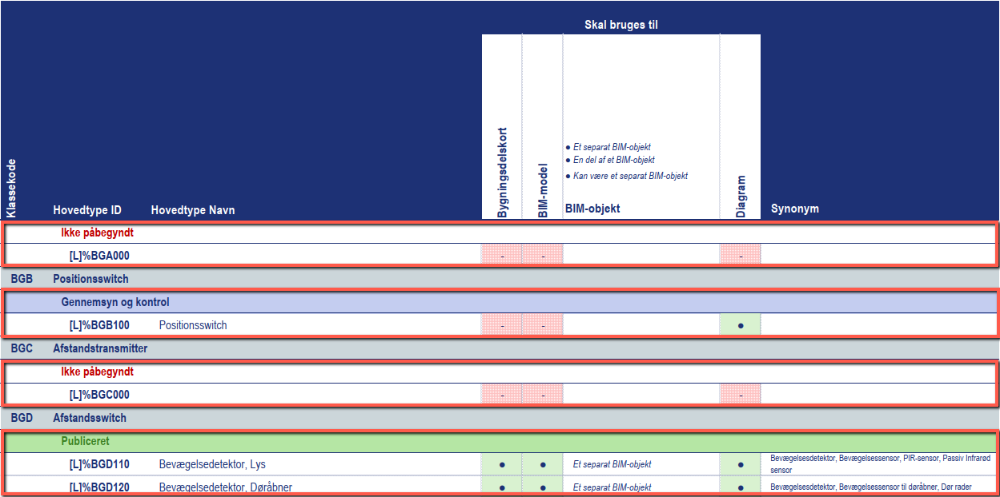 Skal bruges til
Klassekode
Hovedtype ID
Hovedtype Navn
Bygningsdelskort
BIM-model
● Et separat BIM-objekt
● En del af et BIM-objekt
● Kan være et separat BIM-objekt
BIM-objekt
Diagram
Synonym
Ikke påbegyndt
[L]%BGA000 - - -
BGB Positionsswitch
Gennemsyn og kontrol
[L]%BGB100 Positionsswitch - - ●
BGC Afstandstransmitter
Ikke påbegyndt
[L]%BGC000 - - -
BGD Afstandsswitch
Publiceret
[L]%BGD110 Bevægelsedetektor, Lys ● ● Et separat BIM-objekt ● Bevægelsesdetektor, Bevægelsessensor, PIR-sensor, Passiv Infrarød
sensor
[L]%BGD120 Bevægelsedetektor, Døråbner ● ● Et separat BIM-objekt ● Bevægelsesdetektor, Bevægelsessensor til døråbner, Dør rader